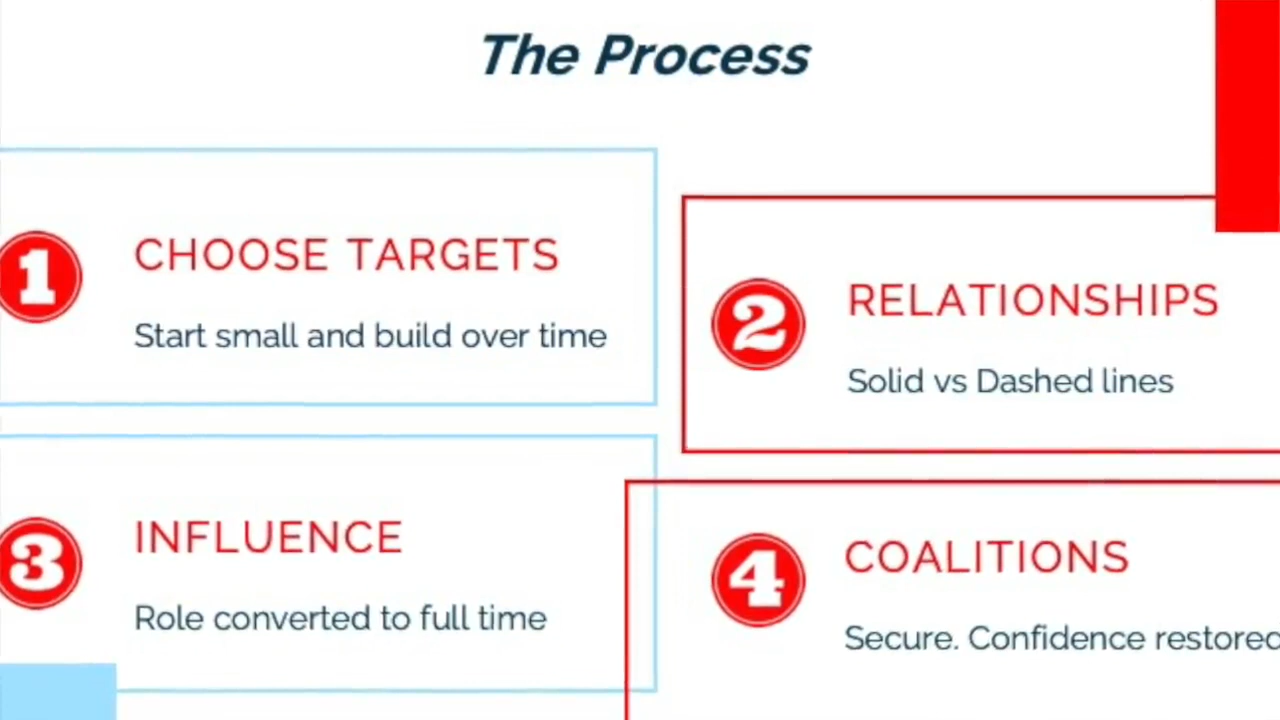 The Process
1
CHOOSE TARGETS
Start small and build over time
2
RELATIONSHIPS
Solid vs Dashed lines
3
INFLUENCE
Role converted to full time
4
COALITIONS
Secure. Confidence restored